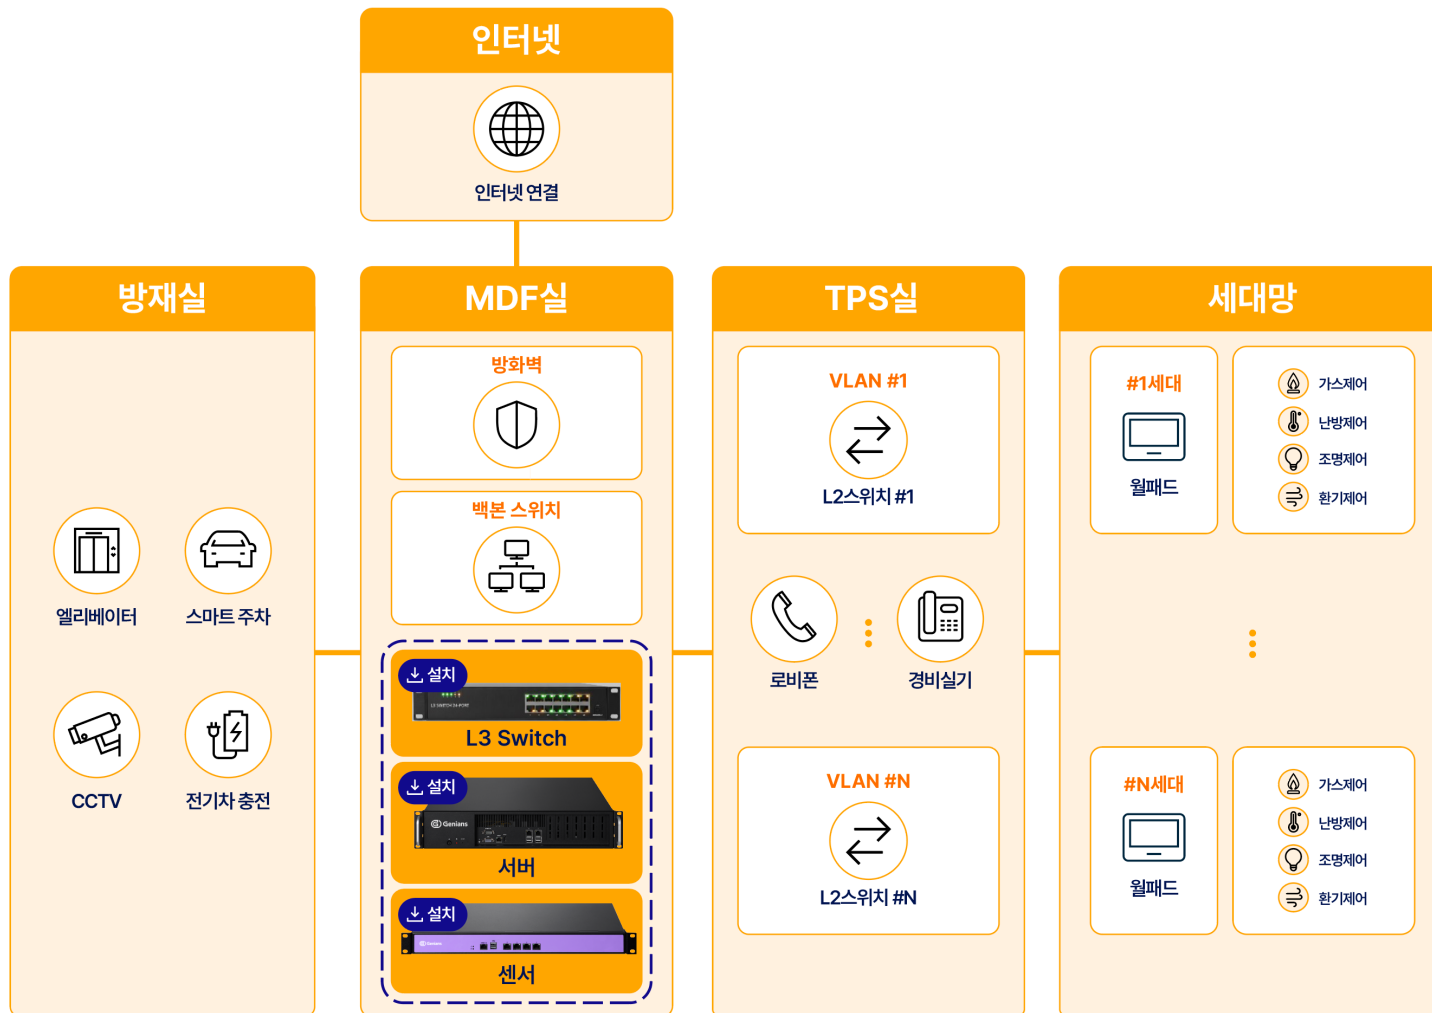 인터넷
인터넷 연결
방재실
엘리베이터
스마트 주차
CCTV
전기차 충전
MDF실
방화벽
백본 스위치
설치
L3 SWITCH 24-PORT
L3 Switch
설치
Genians
서버
설치
Genians
센서
TPS실
VLAN #1
L2스위치 #1
로비폰
경비실기
VLAN #N
L2스위치 #N
세대망
#1세대
월패드
가스제어
난방제어
조명제어
환기제어
#N세대
월패드
가스제어
난방제어
조명제어
환기제어